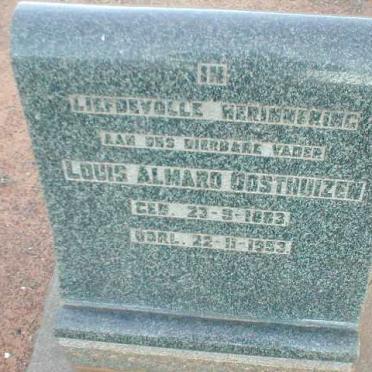 IN
LIEFDEVOLLE HERINNERING
AAN ONS DIERBARE VADER
LOUIS ALMARO OOSTHUIZEN
GEB. 23-9-1883
OORL. 22-11-1953